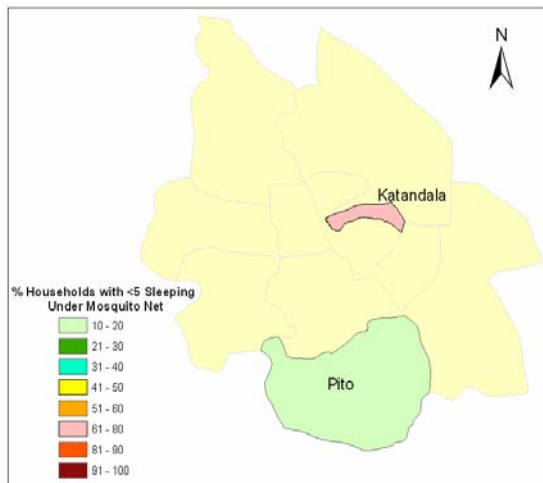 N
Katandala
% Households with <5 Sleeping
Under Mosquito Net
10 - 20
21 - 30
31 - 40
41 - 50
51 - 60
61 - 80
81 - 90
91 - 100
Pito